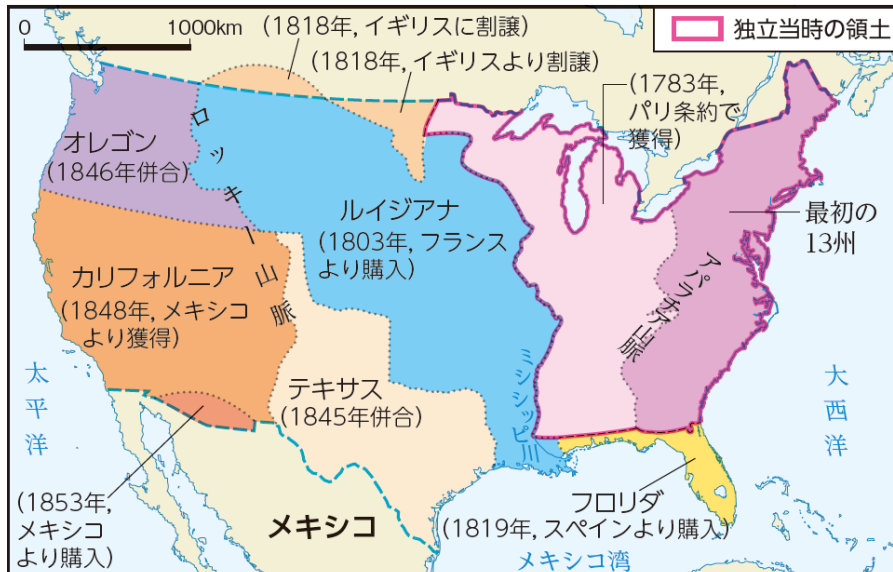 0 1000km
(1818年, イギリスに割譲)
独立当時の領土
(1818年, イギリスより割譲)
(1783年,
パリ条約で
獲得)
オレゴン
(1846年併合)
ロッキー山脈
ルイジアナ
(1803年, フランス
より購入)
最初の
13州
アパラチア山脈
カリフォルニア
(1848年, メキシコ
より獲得)
テキサス
(1845年併合)
ミシシッピ川
太平洋
大西洋
(1853年,
メキシコ
より購入)
メキシコ
フロリダ
(1819年, スペインより購入)
メキシコ湾